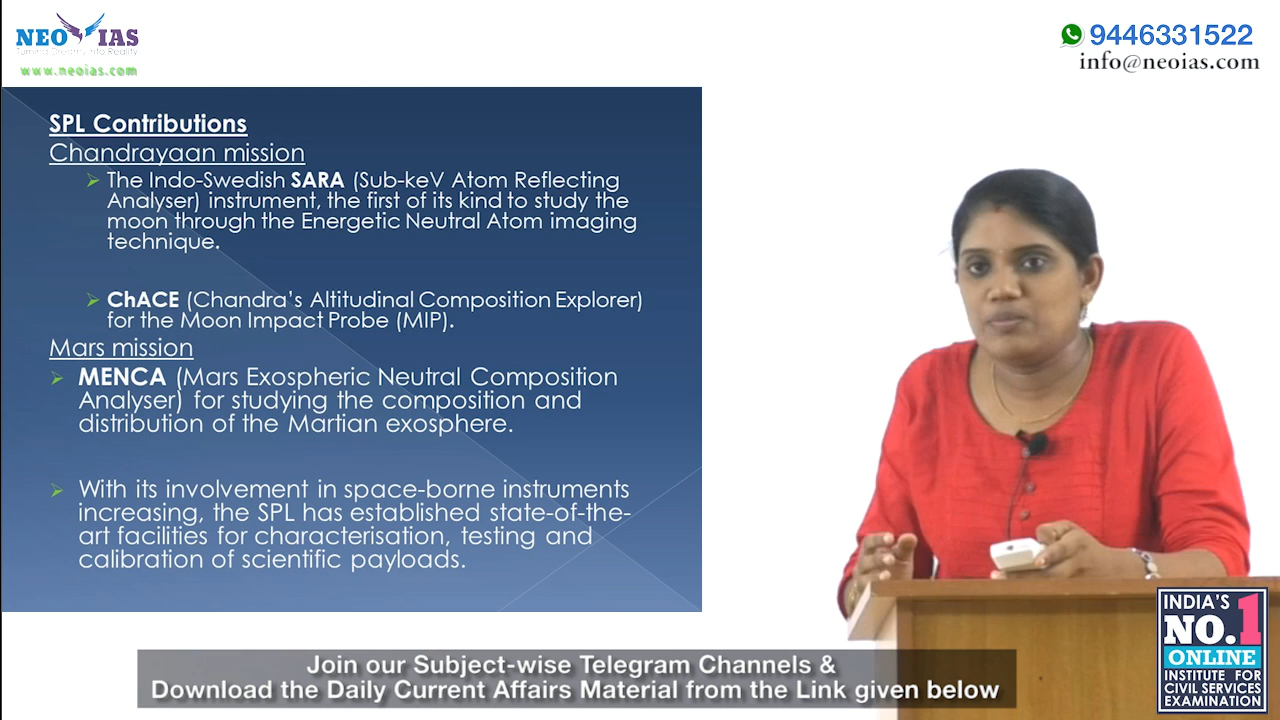 NEO IAS
Turning Dreams Into Reality
www.neoias.com
9446331522
info@neoias.com
SPL Contributions
Chandrayaan mission
The Indo-Swedish SARA (Sub-keV Atom Reflecting
Analyser) instrument, the first of its kind to study the
moon through the Energetic Neutral Atom imaging
technique.
ChACE (Chandra's Altitudinal Composition Explorer)
for the Moon Impact Probe (MIP).
Mars mission
MENCA (Mars Exospheric Neutral Composition
Analyser) for studying the composition and
distribution of the Martian exosphere.
With its involvement in space-borne instruments
increasing, the SPL has established state-of-the-
art facilities for characterisation, testing and
calibration of scientific payloads.
INDIA'S
NO.1
ONLINE
INSTITUTE FOR
CIVIL SERVICES
EXAMINATION
Join our Subject-wise Telegram Channels &
Download the Daily Current Affairs Material from the Link given below